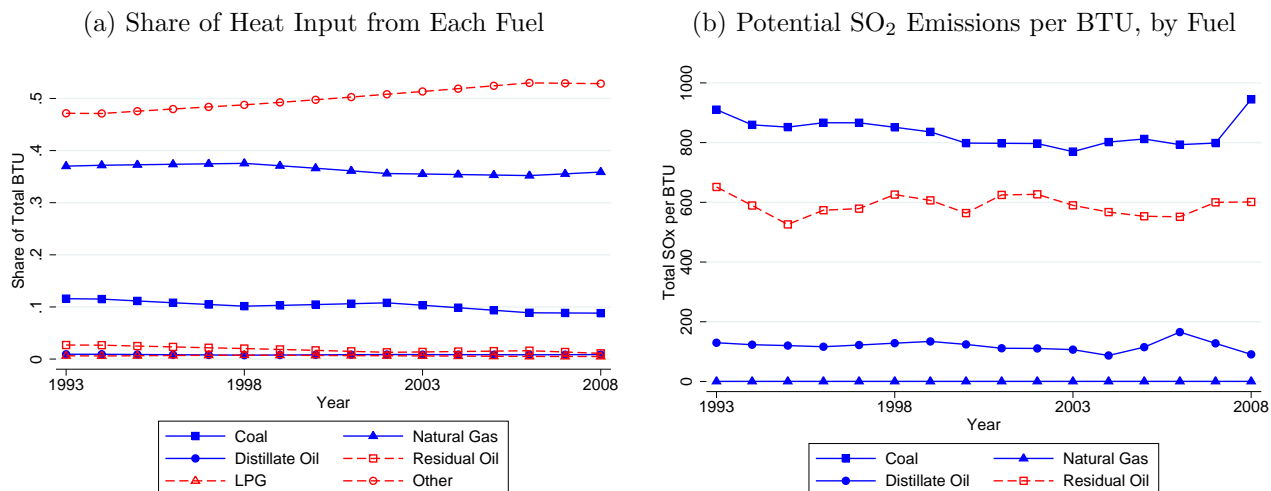 (a) Share of Heat Input from Each Fuel
Share of Total BTU
.5
.4
.3
.2
.1
0
1993 1998 2003 2008
Year
Coal Natural Gas
Distillate Oil Residual Oil
LPG Other
(b) Potential SO₂ Emissions per BTU, by Fuel
Total SOx per BTU
1000
800
600
400
200
0
1993 1998 2003 2008
Year
Coal Natural Gas
Distillate Oil Residual Oil